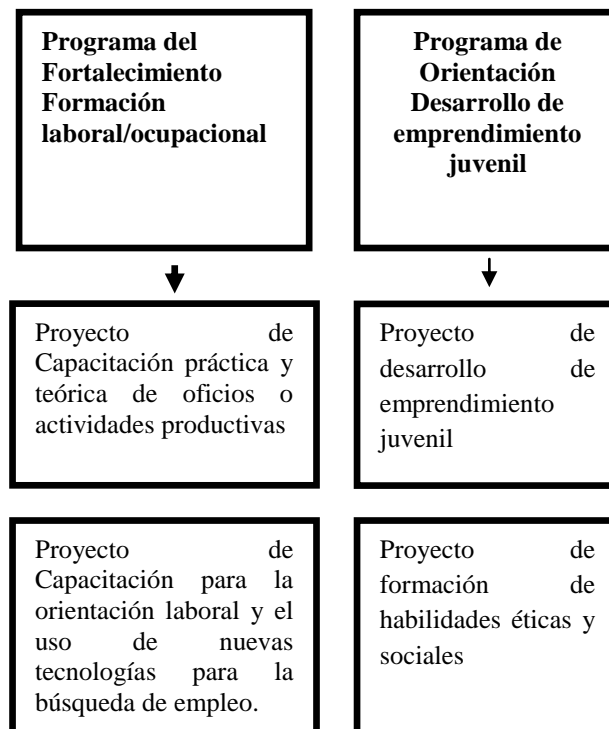 Programa del
Fortalecimiento
Formación
laboral/ocupacional
Programa de
Orientación
Desarrollo de
emprendimiento
juvenil
Proyecto de
Capacitación práctica y
teórica de oficios o
actividades productivas
Proyecto de
desarrollo de
emprendimiento
juvenil
Proyecto de
Capacitación para la
orientación laboral y el
uso de nuevas
tecnologías para la
búsqueda de empleo.
Proyecto de
formación de
habilidades éticas y
sociales